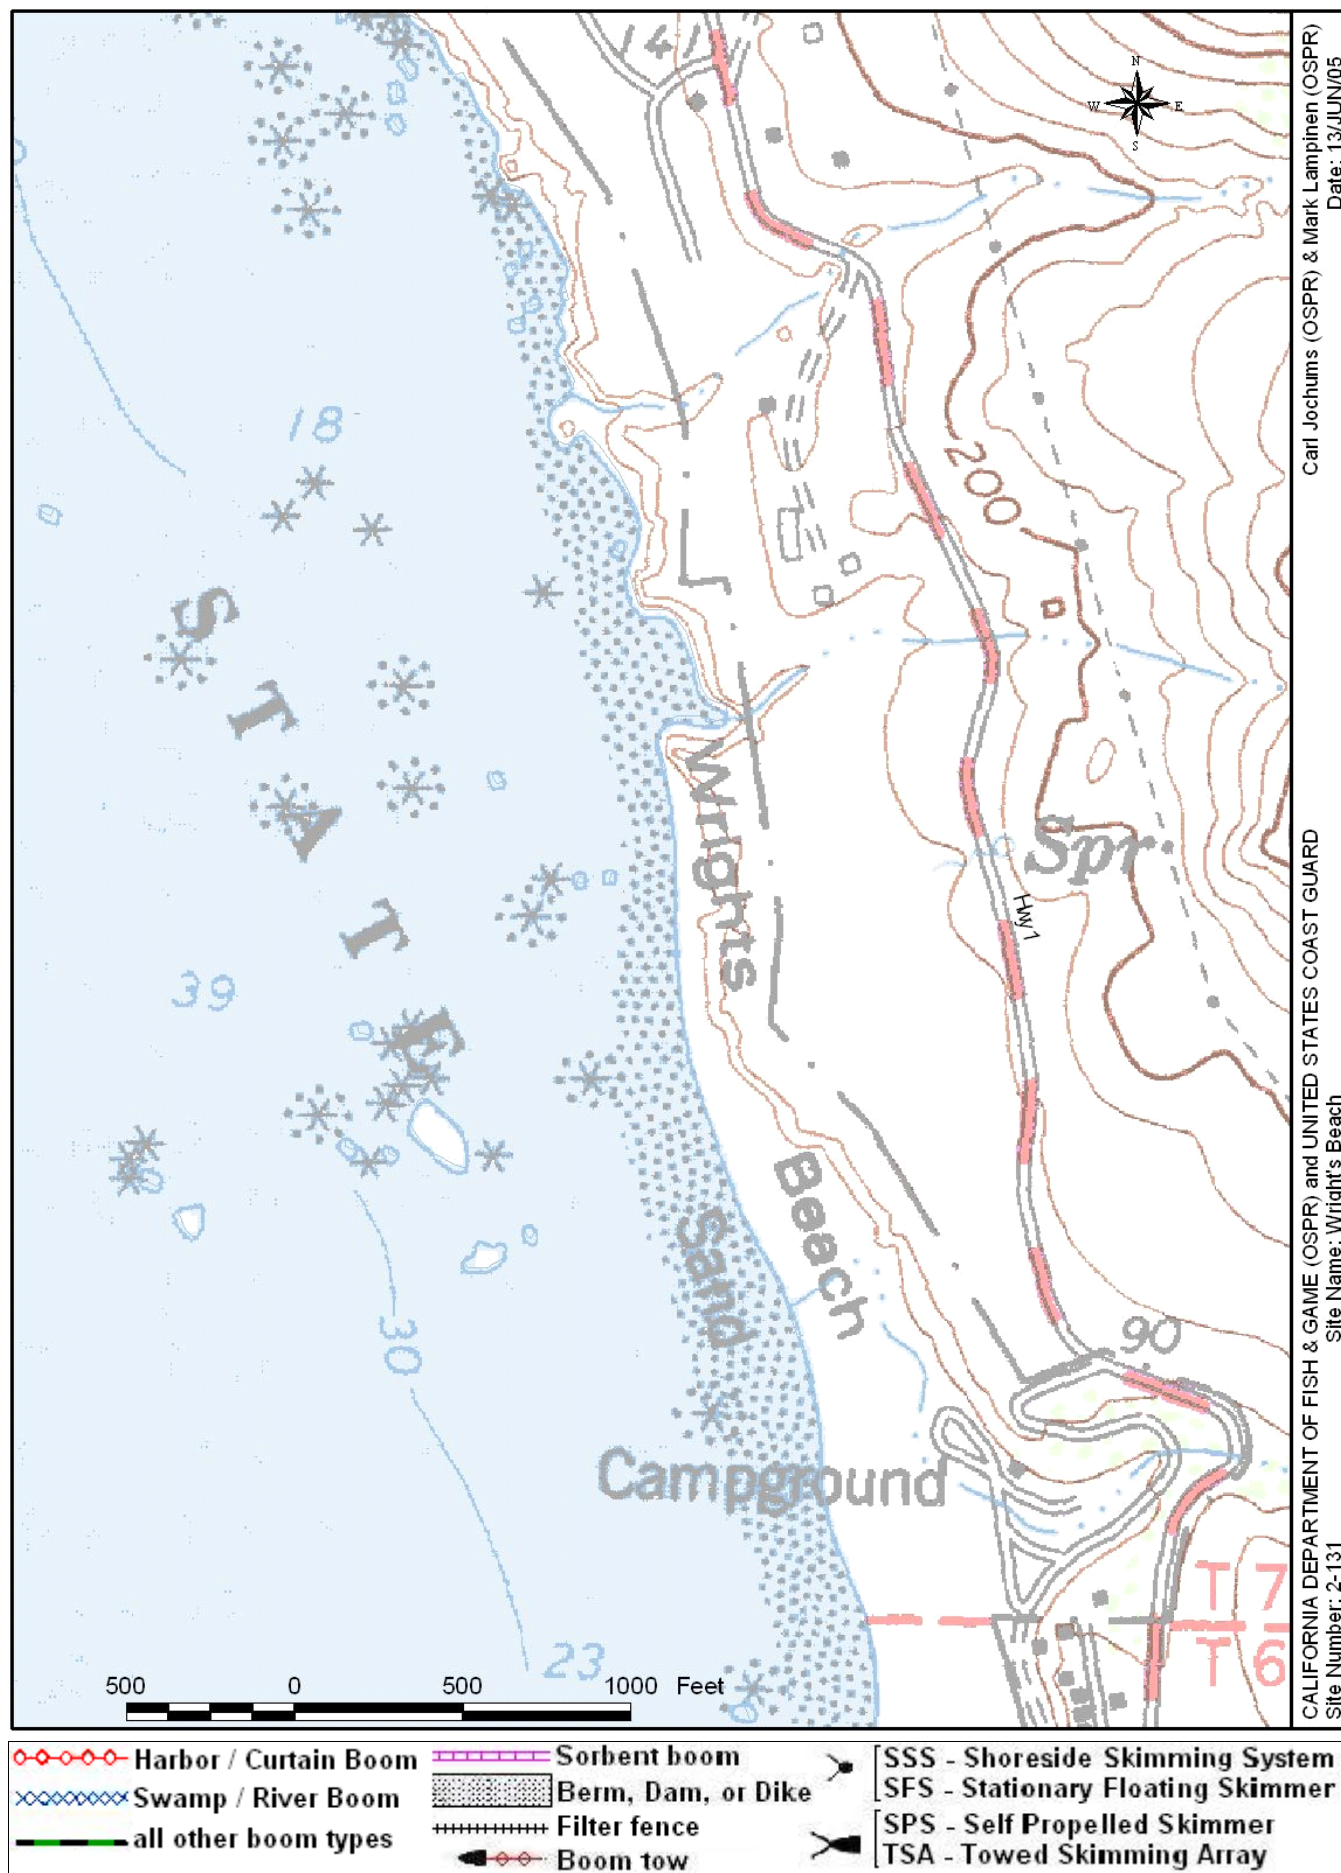 141
N
W E
S
18
200
STATE
Wrights
Spr
Hwy1
39
Beach
Sand
30
90
Campground
T 7
T 6
23
500 0 500 1000 Feet
Carl Jochums (OSPR) & Mark Lampinen (OSPR)
Date: 13/JUN/05
CALIFORNIA DEPARTMENT OF FISH & GAME (OSPR) and UNITED STATES COAST GUARD
Site Number: 2-131 Site Name: Wright's Beach
Harbor / Curtain Boom
Swamp / River Boom
all other boom types
Sorbent boom
Berm, Dam, or Dike
Filter fence
Boom tow
SSS - Shoreside Skimming System
SFS - Stationary Floating Skimmer
SPS - Self Propelled Skimmer
TSA - Towed Skimming Array